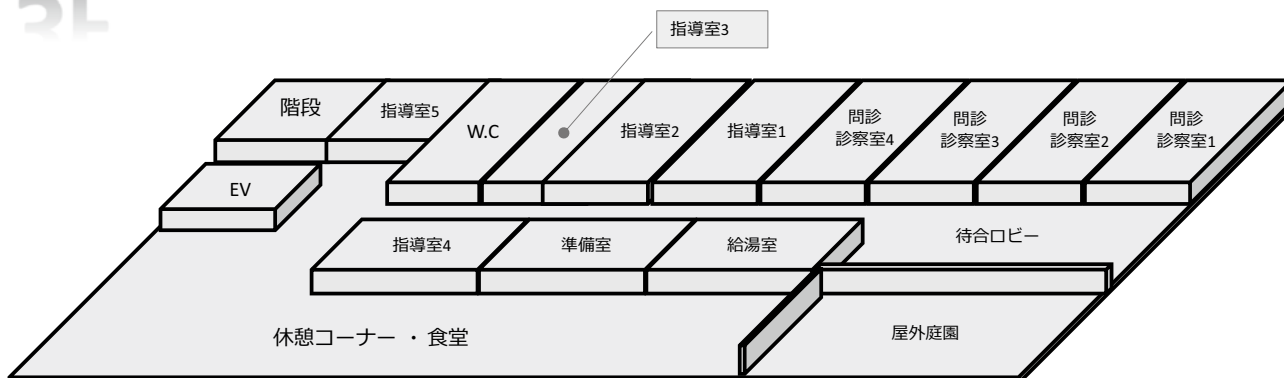 3F
指導室3
階段
指導室5
W.C
指導室2
指導室1
問診
診察室4
問診
診察室3
問診
診察室2
問診
診察室1
EV
指導室4
準備室
給湯室
待合ロビー
休憩コーナー ・ 食堂
屋外庭園